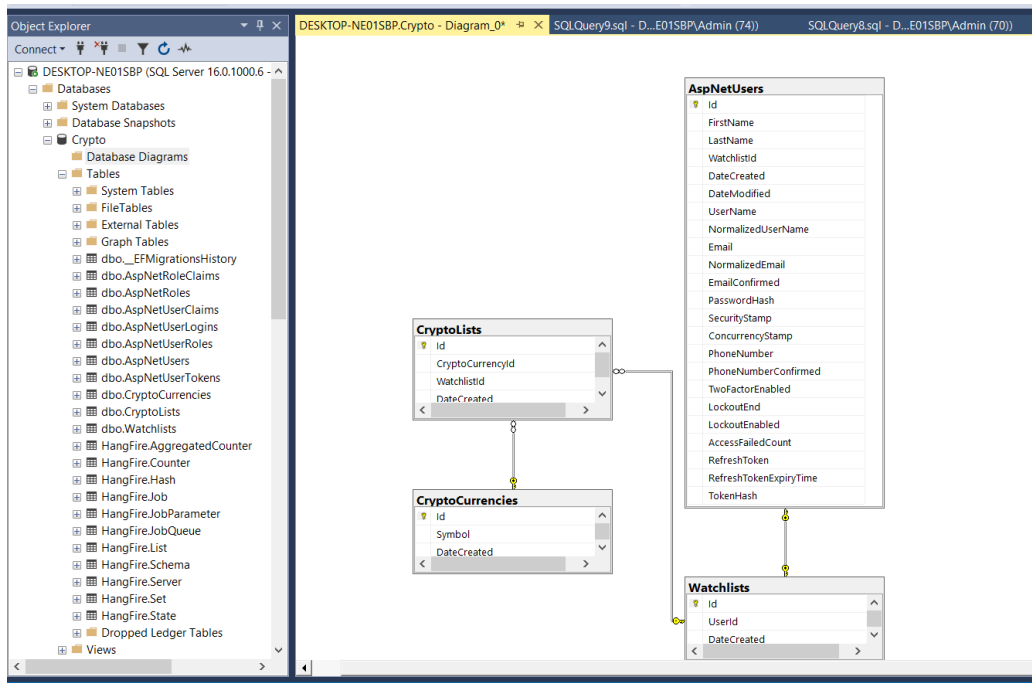 Object Explorer
Connect
DESKTOP-NE01SBP (SQL Server 16.0.1000.6 -
Databases
System Databases
Database Snapshots
Crypto
Database Diagrams
Tables
System Tables
FileTables
External Tables
Graph Tables
dbo.__EFMigrationsHistory
dbo.AspNetRoleClaims
dbo.AspNetRoles
dbo.AspNetUserClaims
dbo.AspNetUserLogins
dbo.AspNetUserRoles
dbo.AspNetUsers
dbo.AspNetUserTokens
dbo.CryptoCurrencies
dbo.CryptoLists
dbo.Watchlists
HangFire.AggregatedCounter
HangFire.Counter
HangFire.Hash
HangFire.Job
HangFire.JobParameter
HangFire.JobQueue
HangFire.List
HangFire.Schema
HangFire.Server
HangFire.Set
HangFire.State
Dropped Ledger Tables
Views
DESKTOP-NE01SBP.Crypto - Diagram_0*
SQLQuery9.sql - D...E01SBP\Admin (74))
SQLQuery8.sql - D...E01SBP\Admin (70))
AspNetUsers
Id
FirstName
LastName
WatchlistId
DateCreated
DateModified
UserName
NormalizedUserName
Email
NormalizedEmail
EmailConfirmed
PasswordHash
SecurityStamp
ConcurrencyStamp
PhoneNumber
PhoneNumberConfirmed
TwoFactorEnabled
LockoutEnd
LockoutEnabled
AccessFailedCount
RefreshToken
RefreshTokenExpiryTime
TokenHash
CryptoLists
Id
CryptoCurrencyId
WatchlistId
DateCreated
CryptoCurrencies
Id
Symbol
DateCreated
Watchlists
Id
UserId
DateCreated